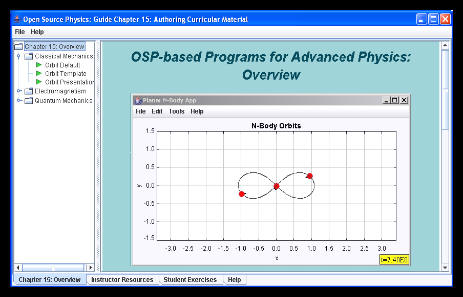 Open Source Physics: Guide Chapter 15: Authoring Curricular Material
File Help
Chapter 15: Overview
Classical Mechanics
Orbit Default
Orbit Template
Orbit Presentation
Electromagnetism
Quantum Mechanics
OSP-based Programs for Advanced Physics:
Overview
Planar N-Body App
File Edit Tools Help
N-Body Orbits
1.5
1.0
0.5
0.0
-0.5
-1.0
-1.5
y
-3.0 -2.5 -2.0 -1.5 -1.0 -0.5 0.0 0.5 1.0 1.5 2.0 2.5 3.0
x
Chapter 15: Overview Instructor Resources Student Exercises Help